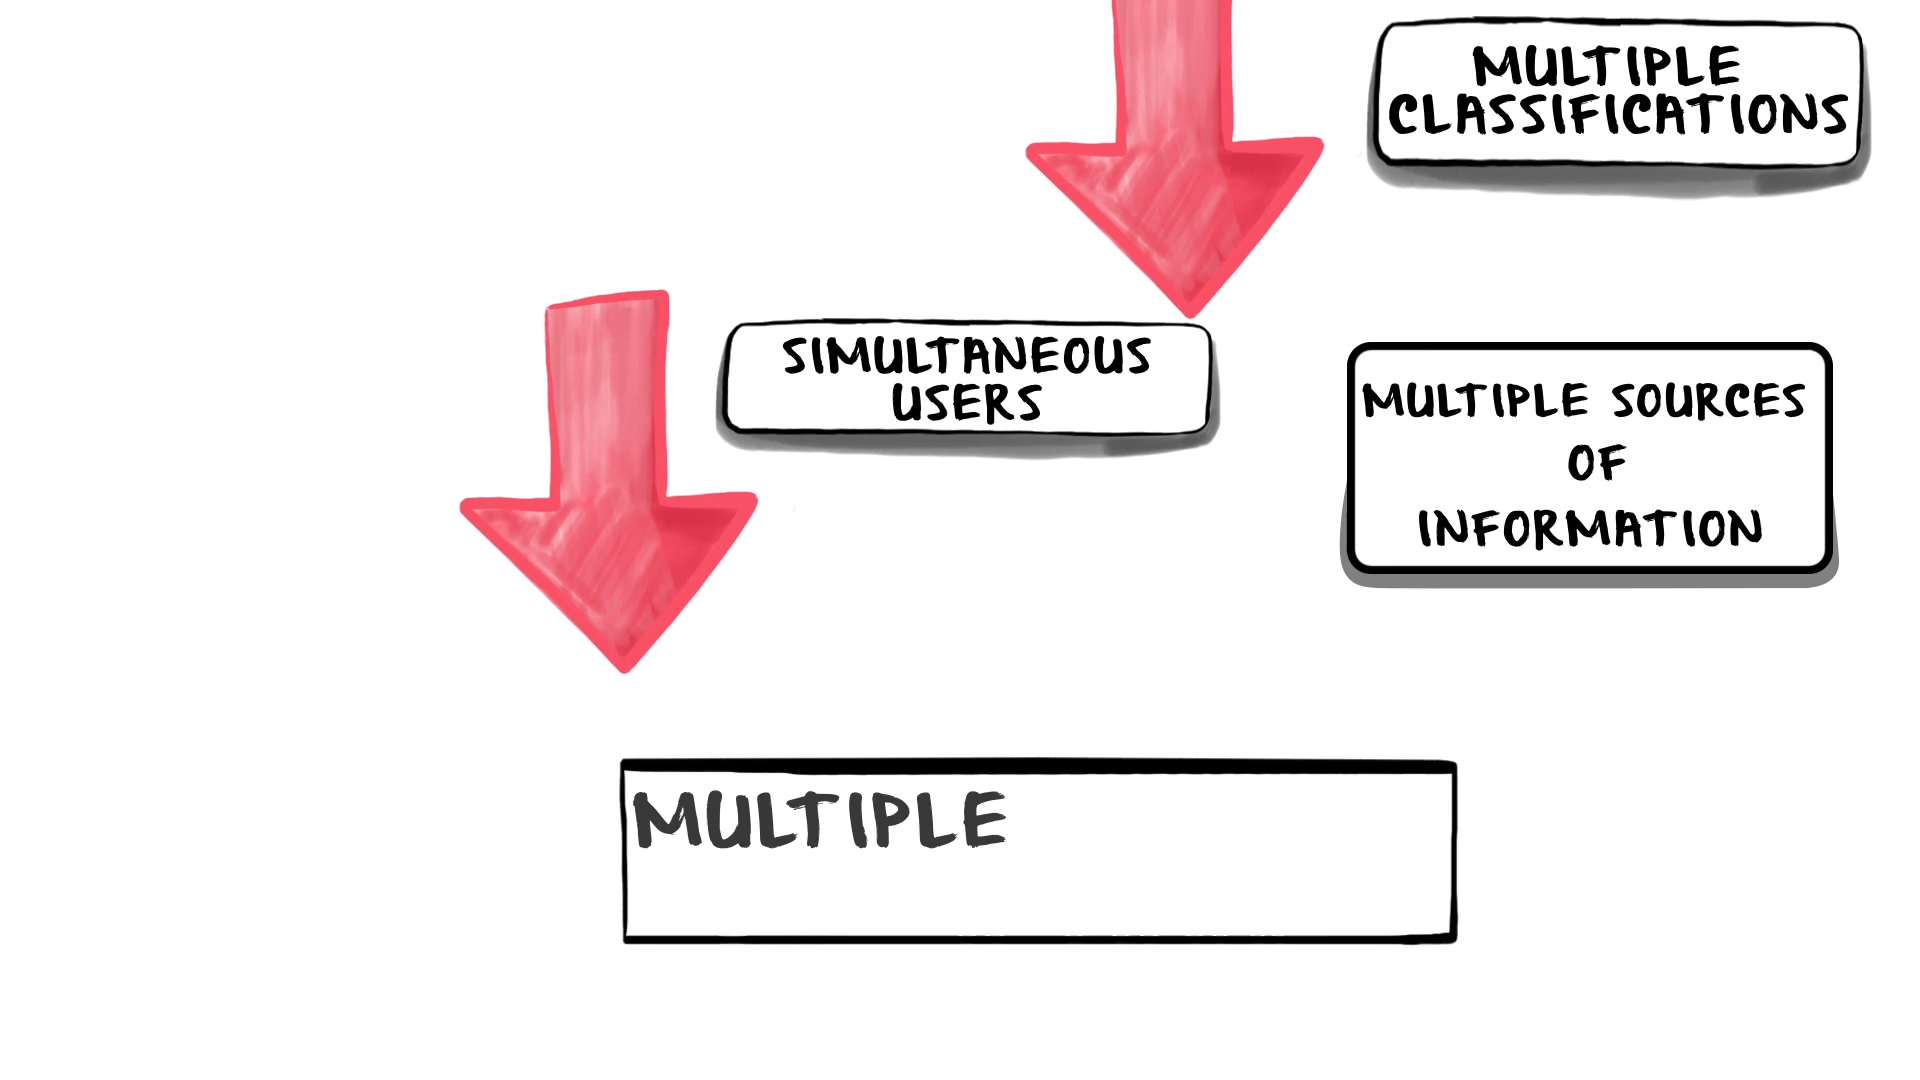 MULTIPLE
CLASSIFICATIONS
SIMULTANEOUS
USERS
MULTIPLE SOURCES
OF
INFORMATION
MULTIPLE